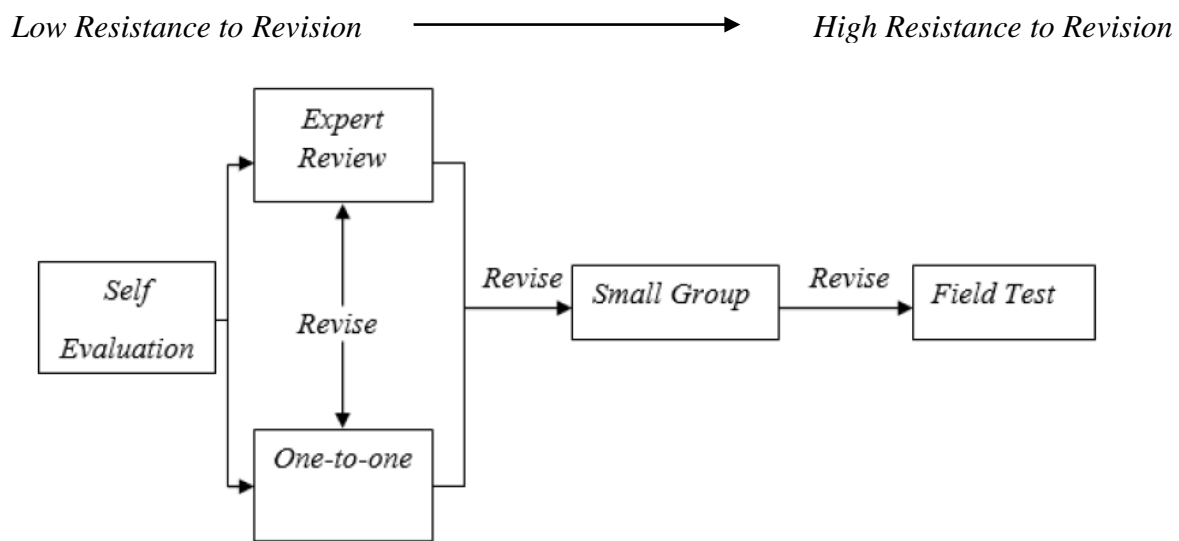 Low Resistance to Revision
High Resistance to Revision
Expert
Review
Self
Evaluation
Revise
One-to-one
Revise
Small Group
Revise
Field Test